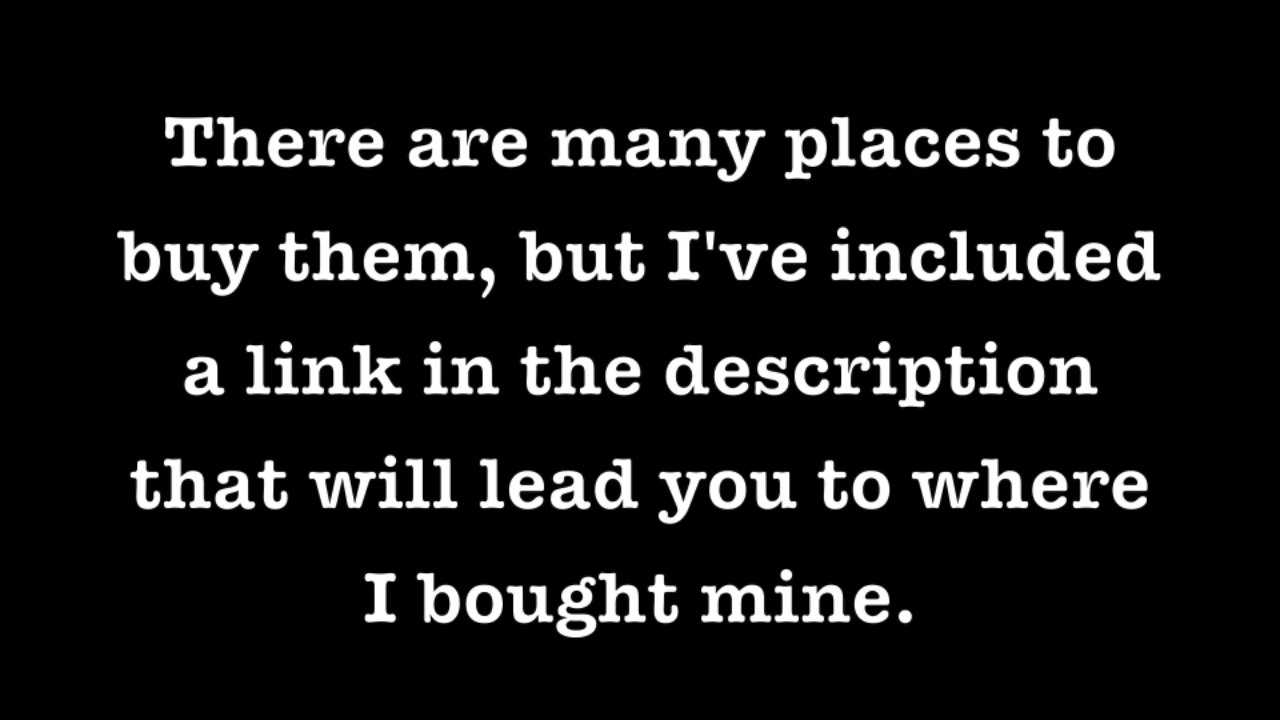 There are many places to
buy them, but I've included
a link in the description
that will lead you to where
I bought mine.